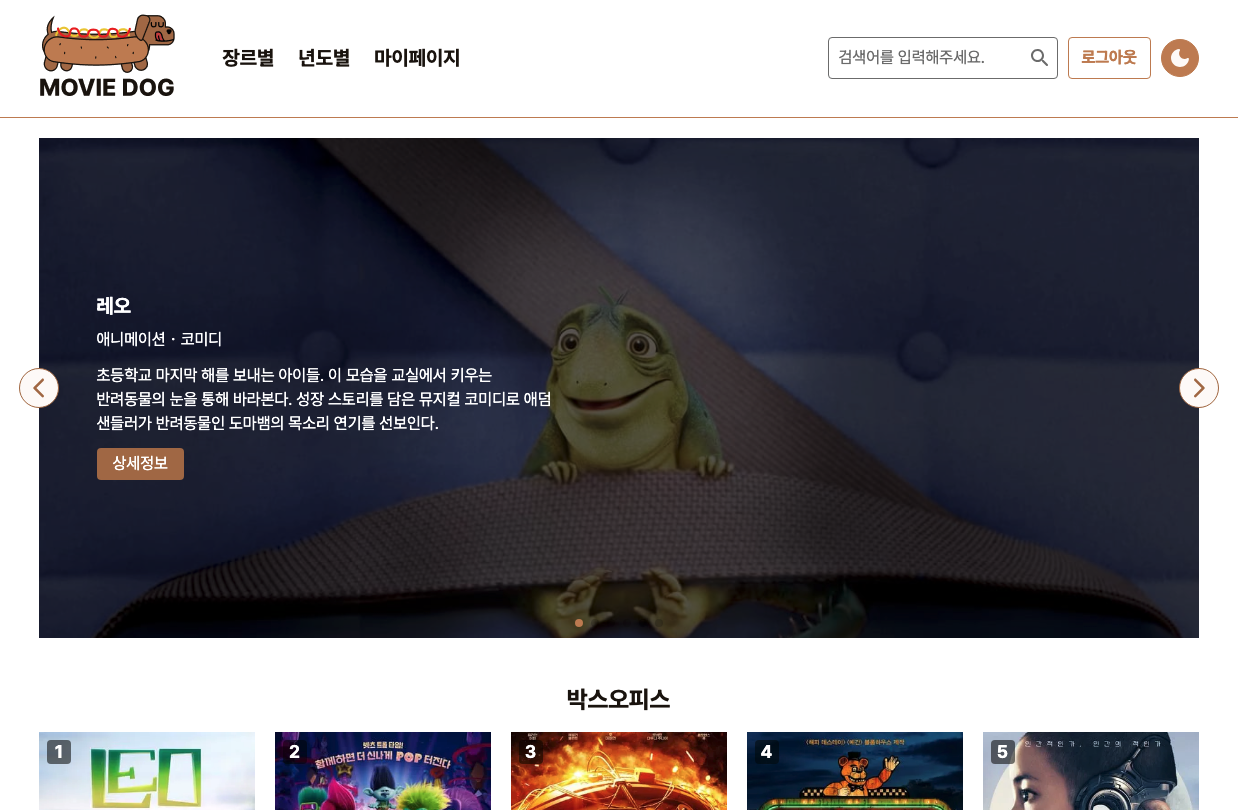 MOVIE DOG
장르별 년도별 마이페이지
검색어를 입력해주세요.
로그아웃
레오
애니메이션 · 코미디
초등학교 마지막 해를 보내는 아이들. 이 모습을 교실에서 키우는
반려동물의 눈을 통해 바라본다. 성장 스토리를 담은 뮤지컬 코미디로 애덤
샌들러가 반려동물인 도마뱀의 목소리 연기를 선보인다.
상세정보
박스오피스
1
LEO
2
함께하면 더 신나게 POP 터진다
3
4
5